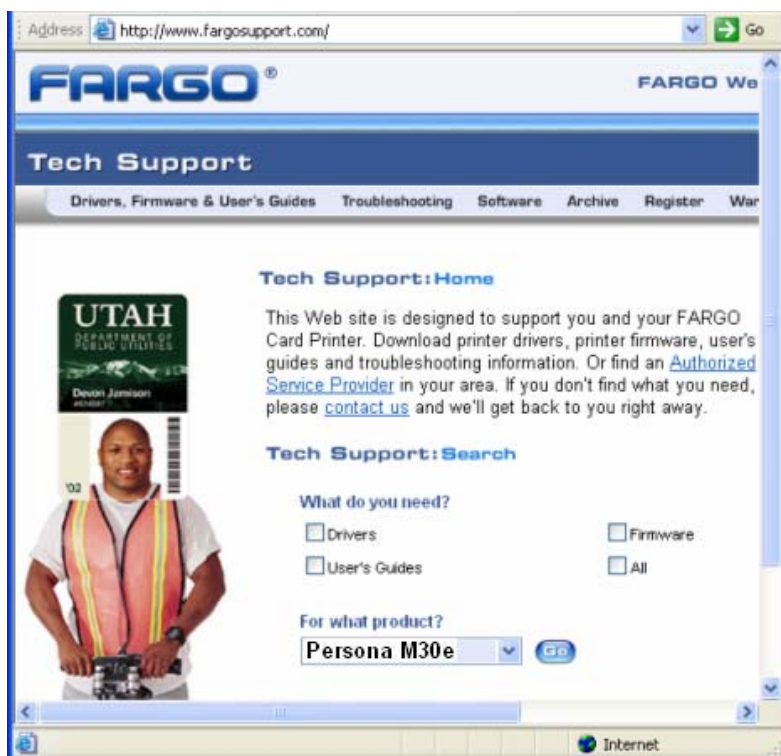 Address http://www.fargosupport.com/ Go
FARGO® FARGO We
Tech Support
Drivers, Firmware & User's Guides Troubleshooting Software Archive Register War
Tech Support:Home
This Web site is designed to support you and your FARGO
Card Printer. Download printer drivers, printer firmware, user's
guides and troubleshooting information. Or find an Authorized
Service Provider in your area. If you don't find what you need,
please contact us and we'll get back to you right away.
UTAH
DEPARTMENT OF
PUBLIC UTILITIES
Devon Jamison
'02
Tech Support:Search
What do you need?
Drivers Firmware
User's Guides All
For what product?
Persona M30e Go
Internet